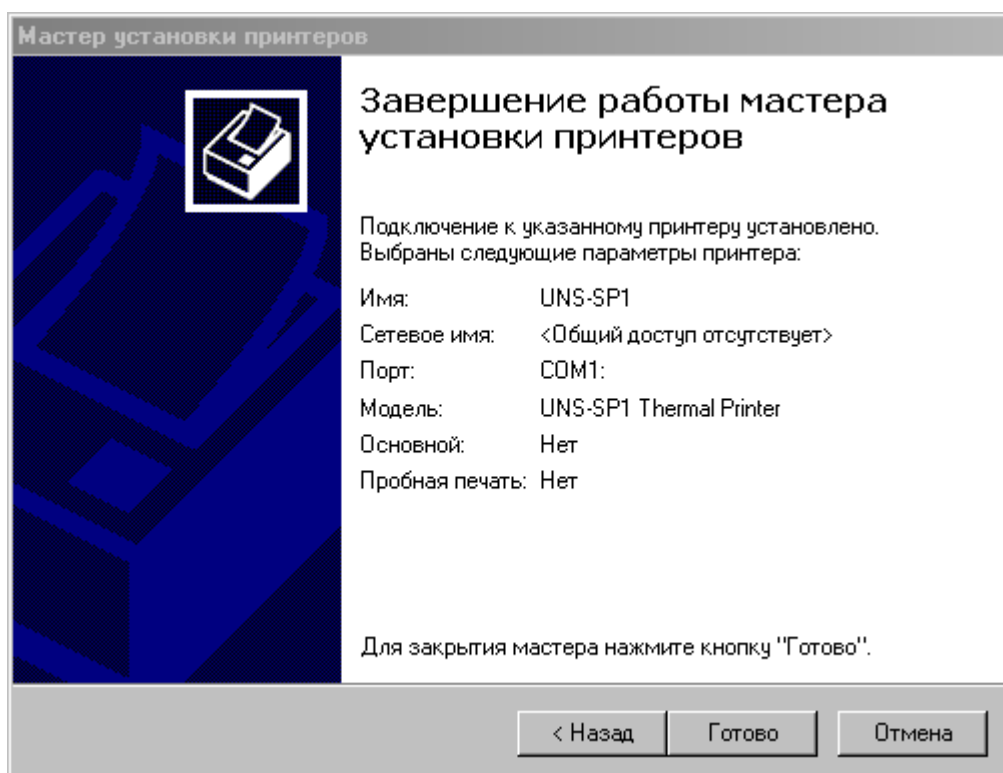 Мастер установки принтеров
Завершение работы мастера
установки принтеров
Подключение к указанному принтеру установлено.
Выбраны следующие параметры принтера:
Имя: UNS-SP1
Сетевое имя: <Общий доступ отсутствует>
Порт: COM1:
Модель: UNS-SP1 Thermal Printer
Основной: Нет
Пробная печать: Нет
Для закрытия мастера нажмите кнопку "Готово".
< Назад Готово Отмена